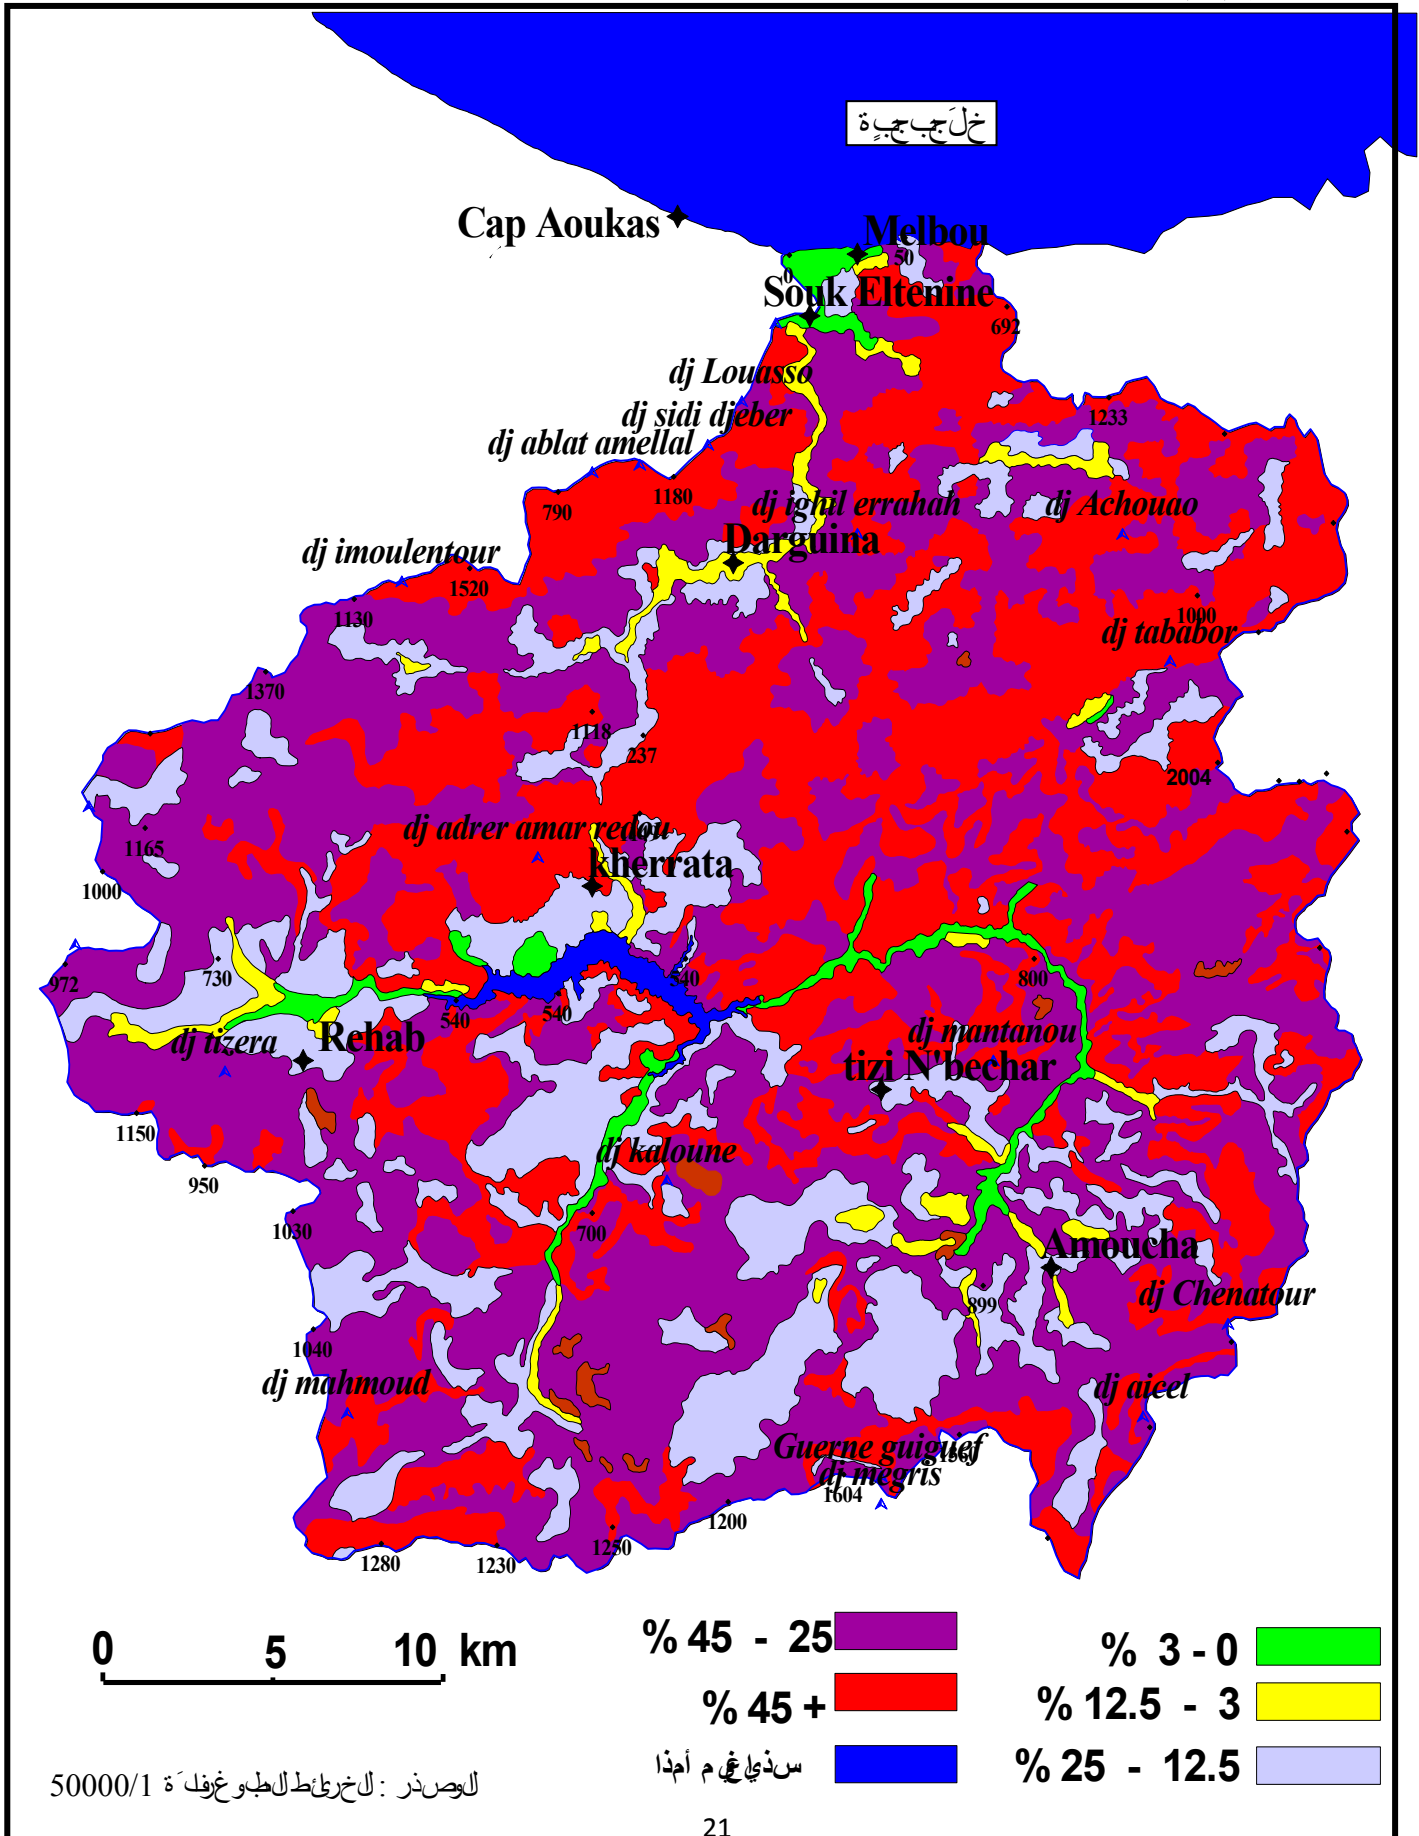 Cap Aoukas
Melbou
50
0
Souk Eltenine
692
dj Louasso
dj sidi djeber
1233
dj ablat amellal
1180
790
dj ighil errahah
dj Achouao
Darguina
dj imoulentour
1520
1130
1000
dj tababor
1370
1118
237
2004
dj adrer amar redou
1165
kherrata
1000
972
730
540
800
540
540
dj mantanou
Rehab
dj tizera
tizi N'bechar
1150
dj kaloune
950
1030
700
Amoucha
899
dj Chenatour
1040
dj mahmoud
dj aicel
Guerne guiguef
dj megris
1604
1200
1250
1280
1230
% 45 - 25
% 3 - 0
0 5 10 km
% 45 +
% 12.5 - 3
% 25 - 12.5
50000/1
21